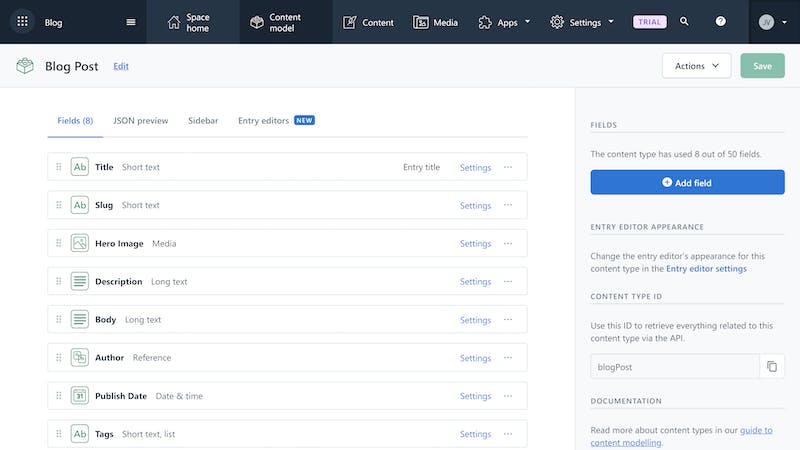 Blog
Space home
Content model
Content
Media
Apps
Settings
TRIAL
?
JV
Blog Post
Edit
Actions
Save
Fields (8)
JSON preview
Sidebar
Entry editors NEW
Ab Title Short text Entry title Settings ...
Ab Slug Short text Settings ...
Hero Image Media Settings ...
Description Long text Settings ...
Body Long text Settings ...
Author Reference Settings ...
31 Publish Date Date & time Settings ...
Ab Tags Short text, list Settings ...
FIELDS
The content type has used 8 out of 50 fields.
Add field
ENTRY EDITOR APPEARANCE
Change the entry editor's appearance for this
content type in the Entry editor settings
CONTENT TYPE ID
Use this ID to retrieve everything related to this
content type via the API.
blogPost
DOCUMENTATION
Read more about content types in our guide to
content modelling.